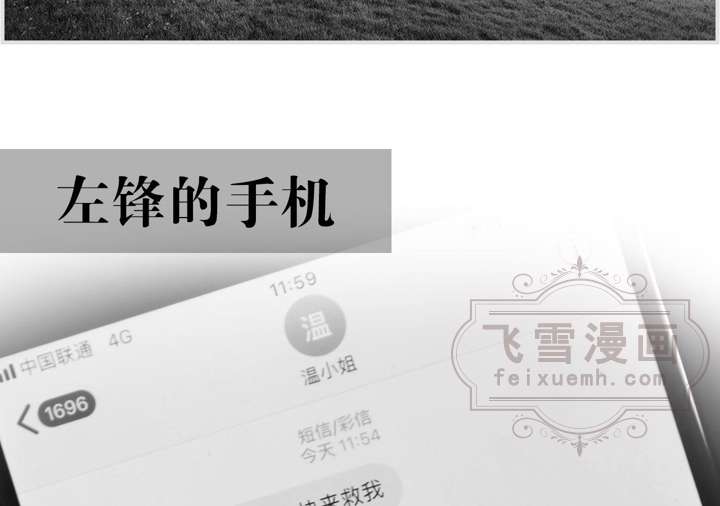 左锋的手机
11:59
中国联通 4G
温
温小姐
1696
短信/彩信
今天 11:54
快来救我
飞雪漫画
feixuemh.com